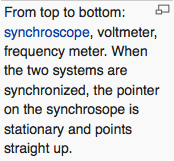 From top to bottom:
synchroscope, voltmeter,
frequency meter. When
the two systems are
synchronized, the pointer
on the synchrosope is
stationary and points
straight up.